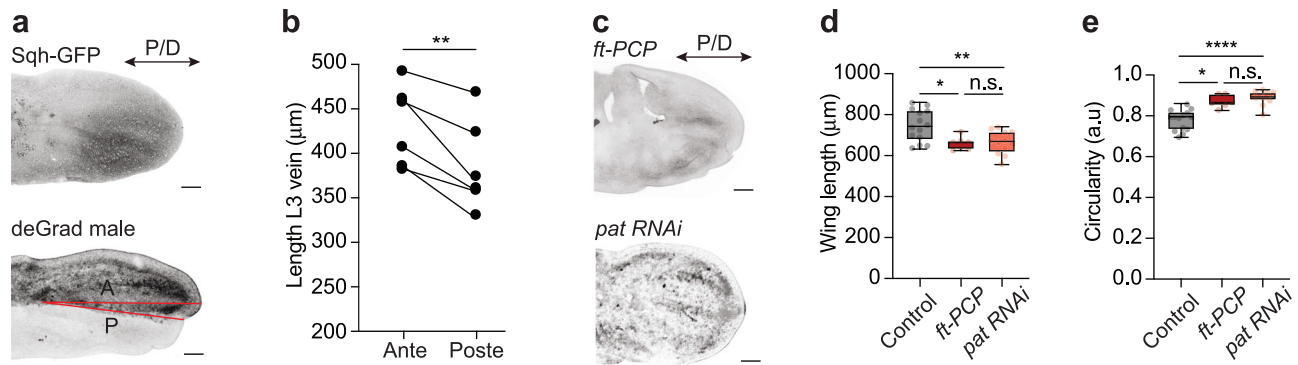 a
Sqh-GFP
P/D
deGrad male
A
P
b
**
Length L3 vein (μm)
500
450
400
350
300
250
200
Ante Poste
c
ft-PCP
P/D
pat RNAi
d
**
* n.s.
Wing length (μm)
1000
800
600
400
200
0
Control
ft-PCP
pat RNAi
e
****
* n.s.
Circularity (a.u)
1.0
0.8
0.6
0.4
0.2
0.0
Control
ft-PCP
pat RNAi